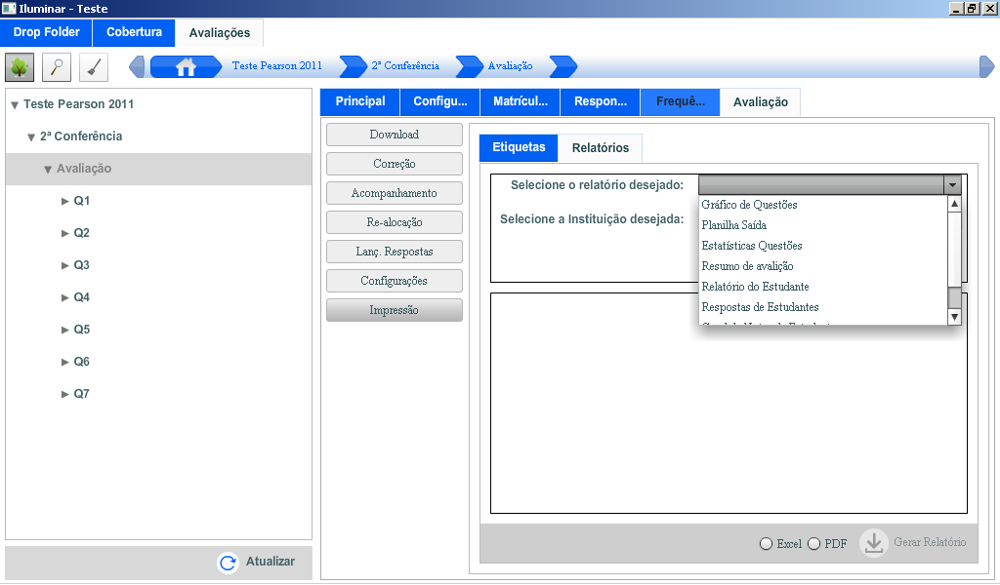 Iluminar - Teste
Drop Folder
Cobertura
Avaliações
Teste Pearson 2011
2ª Conferência
Avaliação
Teste Pearson 2011
2ª Conferência
Avaliação
Q1
Q2
Q3
Q4
Q5
Q6
Q7
Atualizar
Principal
Configu...
Matrícul...
Respon...
Frequê...
Avaliação
Download
Correção
Acompanhamento
Re-alocação
Lanç. Respostas
Configurações
Impressão
Etiquetas
Relatórios
Selecione o relatório desejado:
Selecione a Instituição desejada:
Gráfico de Questões
Planilha Saída
Estatísticas Questões
Resumo de avalição
Relatório do Estudante
Respostas de Estudantes
Excel
PDF
Gerar Relatório